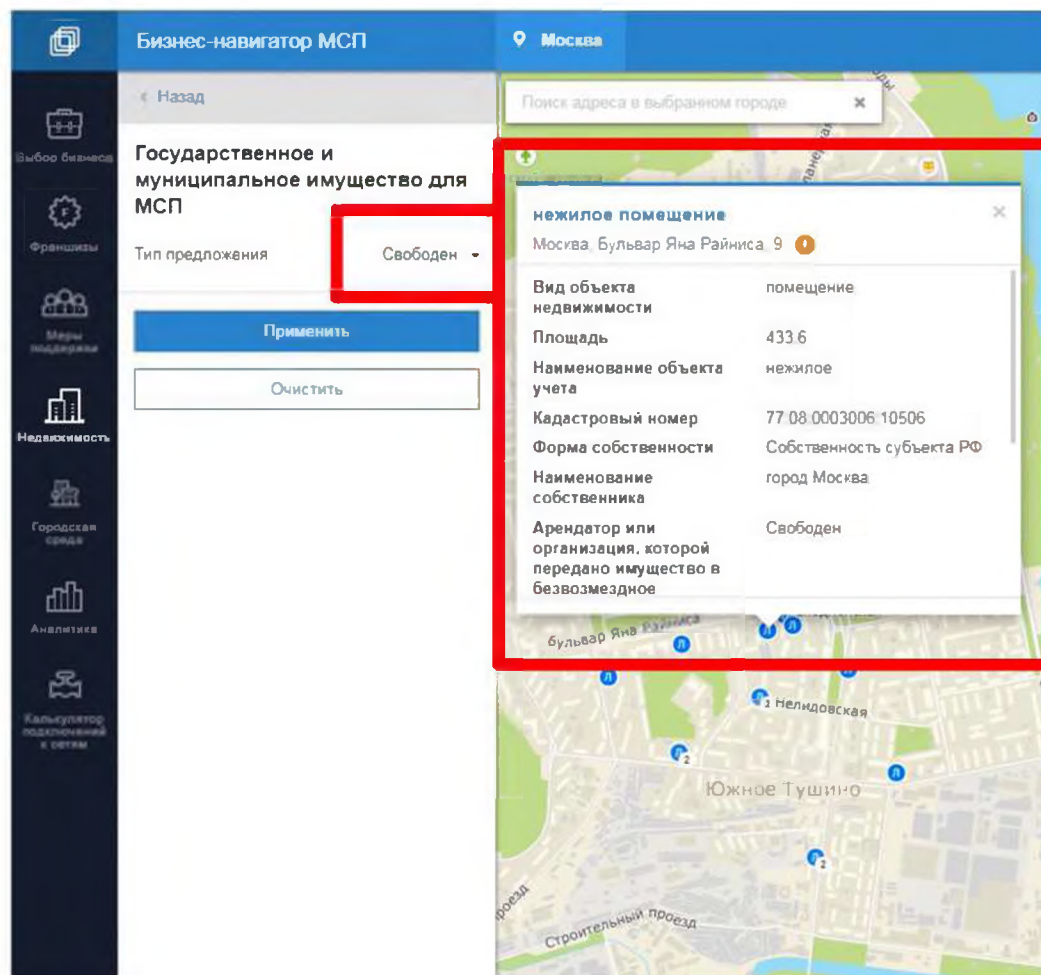 Бизнес-навигатор МСП
Москва
Назад
Поиск адреса в выбранном городе
Выбор бизнеса
Государственное и
муниципальное имущество для
МСП
Франшизы
Тип предложения
Свободен
Меры
поддержки
Применить
Очистить
Недвижимость
Городская
среда
Аналитика
Калькулятор
подключений
к сетям
нежилое помещение
Москва, Бульвар Яна Райниса, 9
Вид объекта
недвижимости
помещение
Площадь
433.6
Наименование объекта
учета
нежилое
Кадастровый номер
77:08:0003006:10506
Форма собственности
Собственность субъекта РФ
Наименование
собственника
город Москва
Арендатор или
организация, которой
передано имущество в
безвозмездное
Свободен
бульвар Яна Райниса
Нелидовская
Южное Тушино
проезд
Строительный проезд